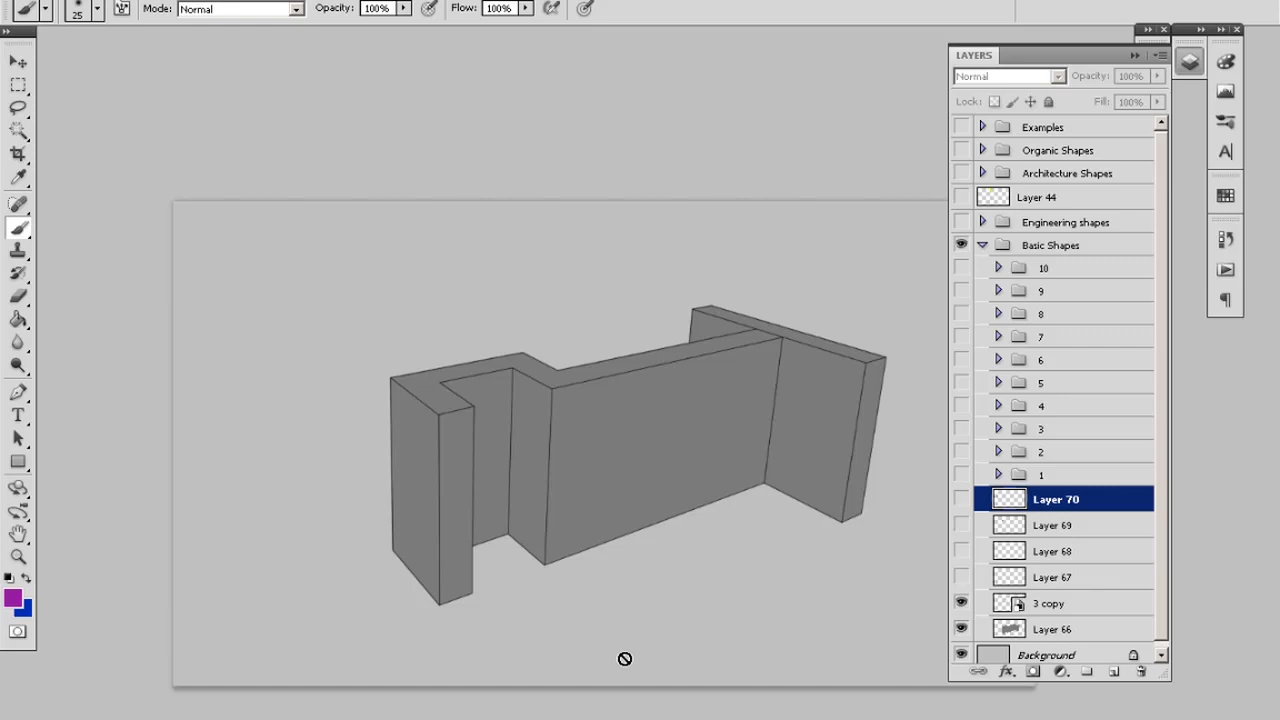 25
Mode: Normal
Opacity: 100%
Flow: 100%
LAYERS
Normal
Opacity: 100%
Lock:
Fill: 100%
Examples
Organic Shapes
Architecture Shapes
Layer 44
Engineering shapes
Basic Shapes
10
9
8
7
6
5
4
3
2
1
Layer 70
Layer 69
Layer 68
Layer 67
3 copy
Layer 66
Background